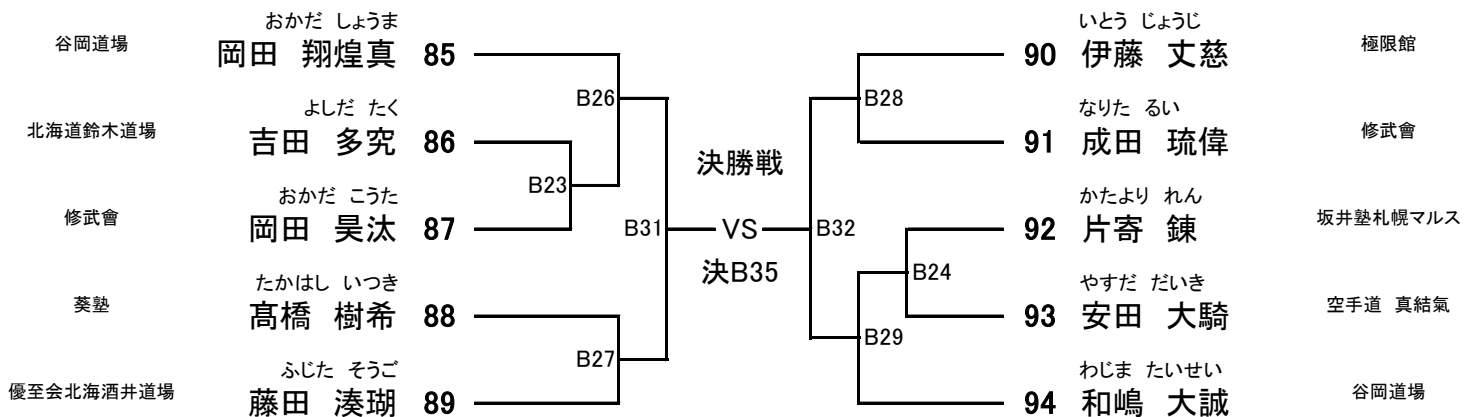 おかだ しょうま
谷岡道場 岡田 翔煌真 85
B26
よしだ たく
北海道鈴木道場 吉田 多究 86
B23
おかだ こうた
修武會 岡田 昊汰 87
B31
たかはし いつき
葵塾 髙橋 樹希 88
B27
ふじた そうご
優至会北海酒井道場 藤田 湊瑚 89
決勝戦
VS
決B35
いとう じょうじ
90 伊藤 丈慈 極限館
B28
なりた るい
91 成田 琉偉 修武會
B32
かたより れん
92 片寄 錬 坂井塾札幌マルス
B24
やすだ だいき
93 安田 大騎 空手道 真結氣
B29
わじま たいせい
94 和嶋 大誠 谷岡道場